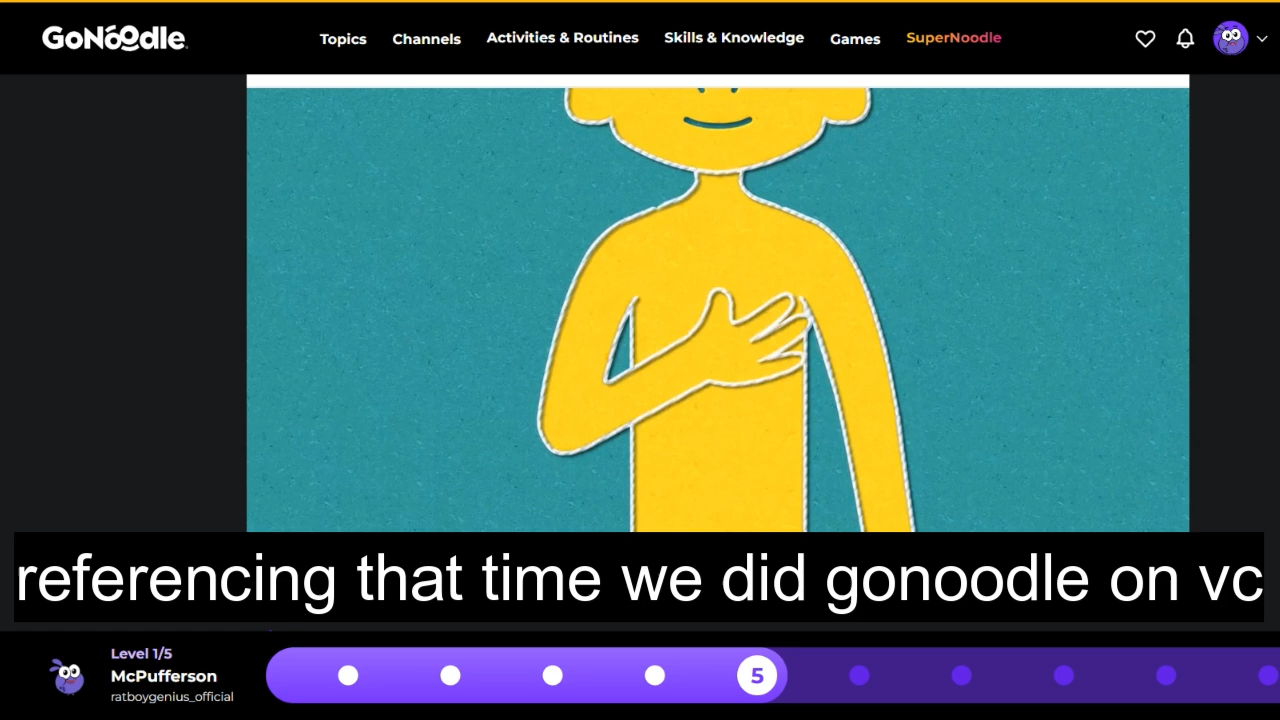 GoNoodle
Topics Channels Activities & Routines Skills & Knowledge Games SuperNoodle
referencing that time we did gonoodle on vc
Level 1/5
McPufferson
ratboygenius_official
5